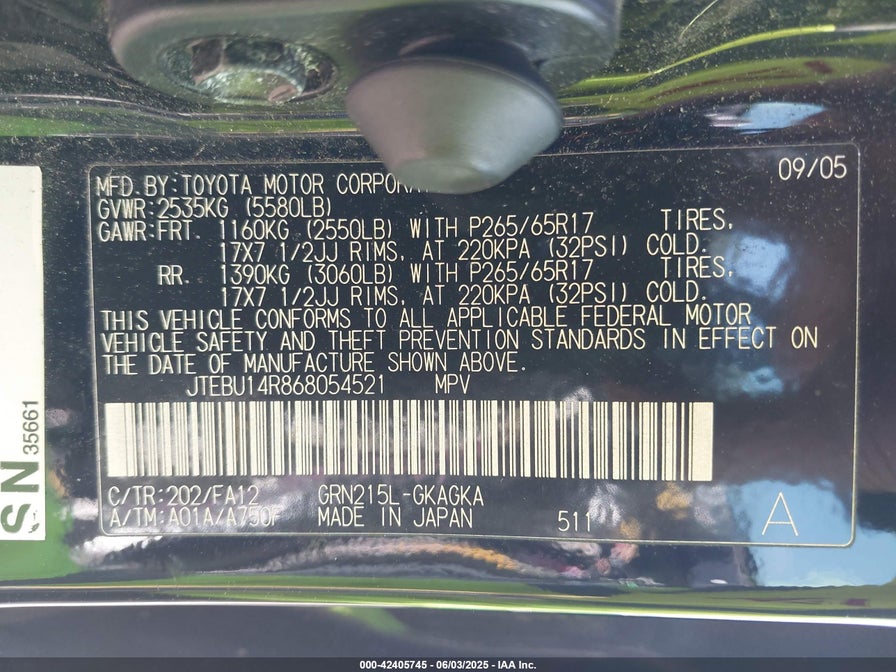 09/05
MFD. BY: TOYOTA MOTOR
GVWR: 2535KG (5580LB)
GAWR: FRT. 1160KG (2550LB) WITH P265/65R17 TIRES,
17X7 1/2JJ RIMS, AT 220KPA (32PSI) COLD.
RR. 1390KG (3060LB) WITH P265/65R17 TIRES,
17X7 1/2JJ RIMS, AT 220KPA (32PSI) COLD.
THIS VEHICLE CONFORMS TO ALL APPLICABLE FEDERAL MOTOR
VEHICLE SAFETY AND THEFT PREVENTION STANDARDS IN EFFECT ON
THE DATE OF MANUFACTURE SHOWN ABOVE.
JTEBU14R868054521 MPV
C/TR: 202/FA12 GRN215L-GKAGKA
A/TM: A01A/A750F MADE IN JAPAN 511 A
SN 35661
000-42405745 - 06/03/2025 - IAA Inc.